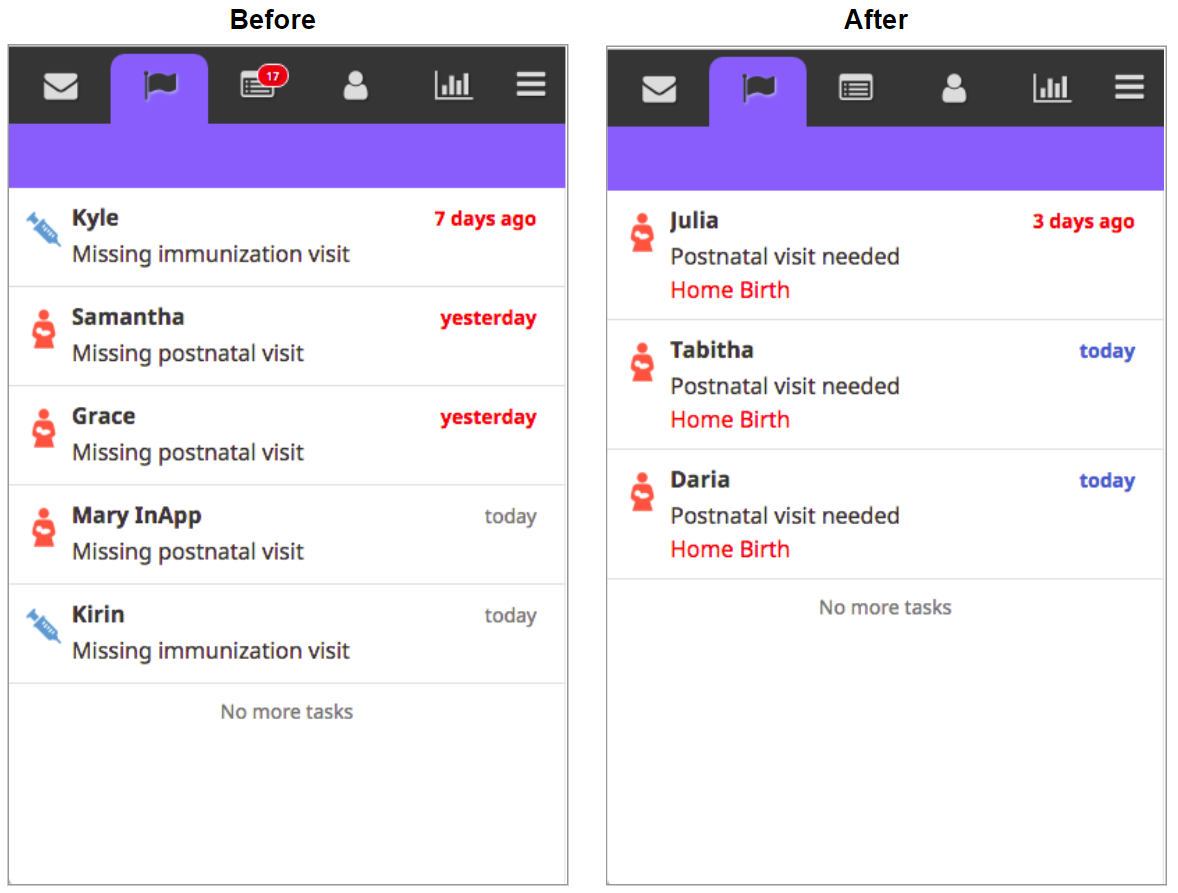 Before
17
Kyle 7 days ago
Missing immunization visit
Samantha yesterday
Missing postnatal visit
Grace yesterday
Missing postnatal visit
Mary InApp today
Missing postnatal visit
Kirin today
Missing immunization visit
No more tasks
After
Julia 3 days ago
Postnatal visit needed
Home Birth
Tabitha today
Postnatal visit needed
Home Birth
Daria today
Postnatal visit needed
Home Birth
No more tasks